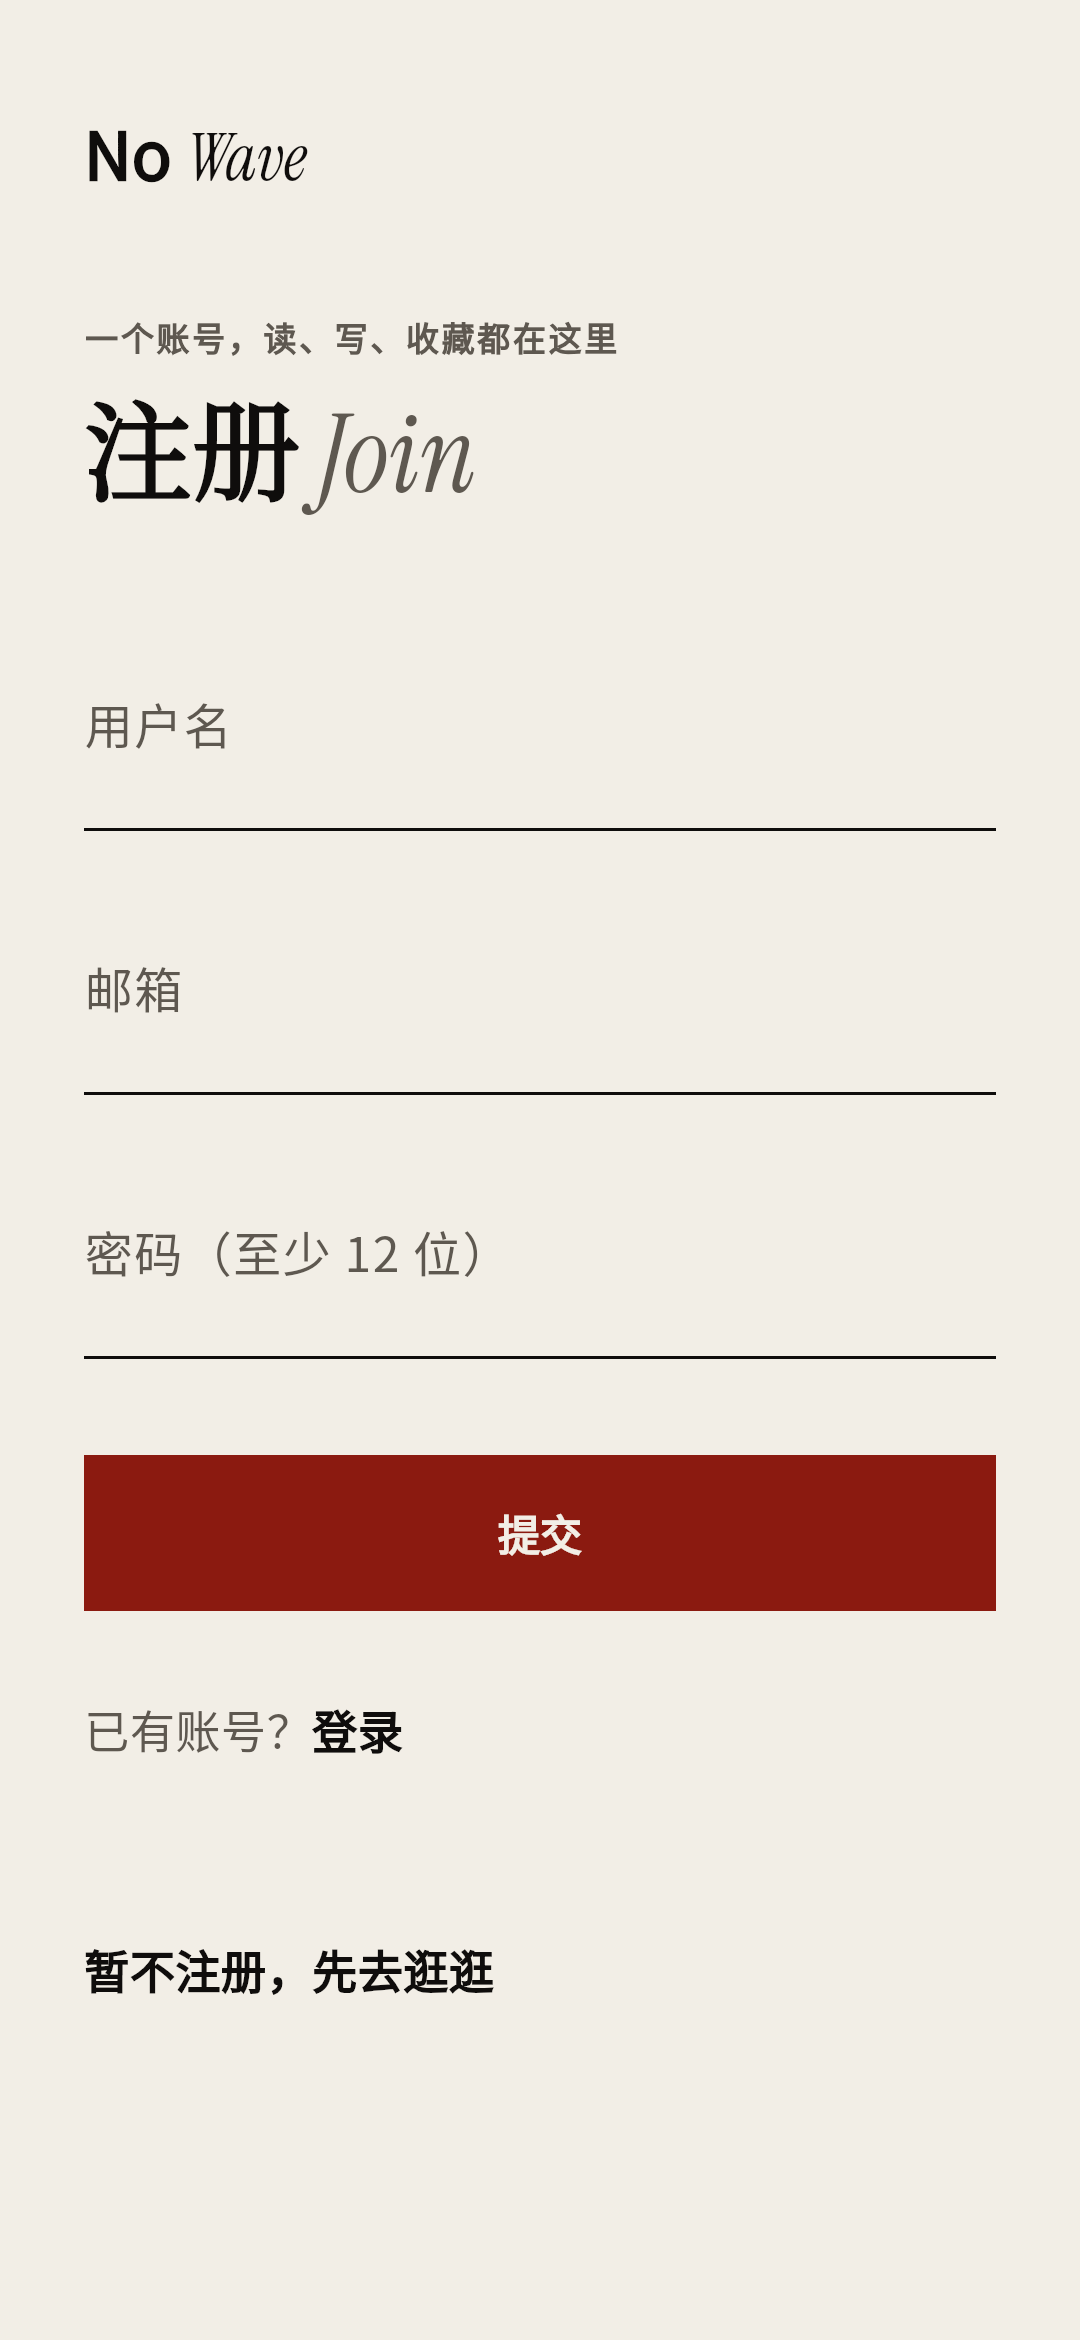 No Wave
一个账号，读、写、收藏都在这里
注册 Join
用户名
邮箱
密码（至少 12 位）
提交
已有账号？登录
暂不注册，先去逛逛